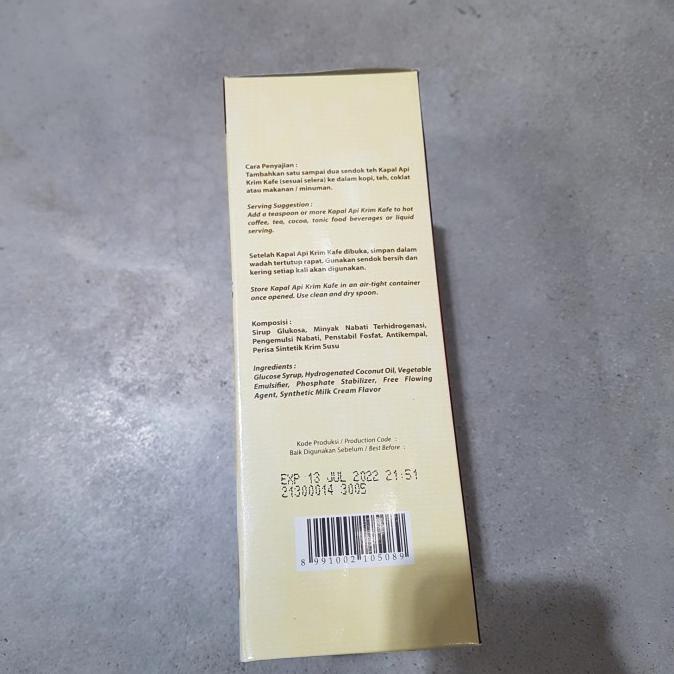 Cara Penyajian :
Tambahkan satu sampai dua sendok teh Kapal Api
Krim Kafe (sesuai selera) ke dalam kopi, teh, coklat
atau makanan / minuman.
Serving Suggestion :
Add a teaspoon or more Kapal Api Krim Kafe to hot
coffee, tea, cocoa, tonic food beverages or liquid
serving.
Setelah Kapal Api Krim Kafe dibuka, simpan dalam
wadah tertutup rapat. Gunakan sendok bersih dan
kering setiap kali akan digunakan.
Store Kapal Api Krim Kafe in an air-tight container
once opened. Use clean and dry spoon.
Komposisi :
Sirup Glukosa, Minyak Nabati Terhidrogenasi,
Pengemulsi Nabati, Penstabil Fosfat, Antikempal,
Perisa Sintetik Krim Susu
Ingredients :
Glucose Syrup, Hydrogenated Coconut Oil, Vegetable
Emulsifier, Phosphate Stabilizer, Free Flowing
Agent, Synthetic Milk Cream Flavor
Kode Produksi / Production Code :
Baik Digunakan Sebelum / Best Before :
EXP 13 JUL 2022 21:51
21300014 3005
8 991002 105089